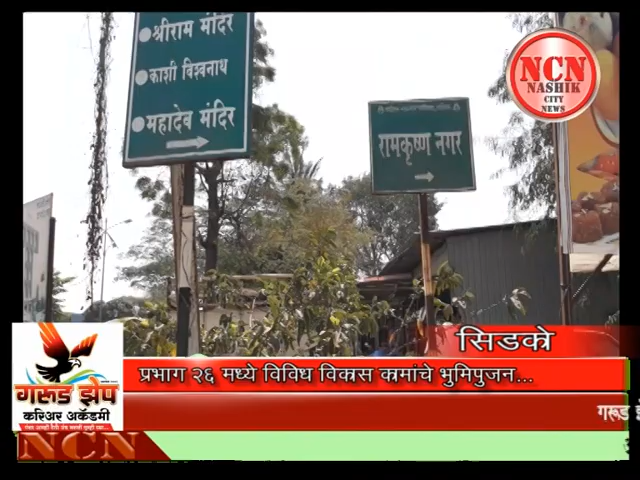 श्रीराम मंदिर
काशी विश्वनाथ
महादेव मंदिर
रामकृष्ण नगर
NCN
NASHIK
CITY
NEWS
सिडको
प्रभाग २६ मध्ये विविध विकास कामांचे भुमिपुजन...
गरूड झेप
करिअर अकॅडमी
गरूड
NCN